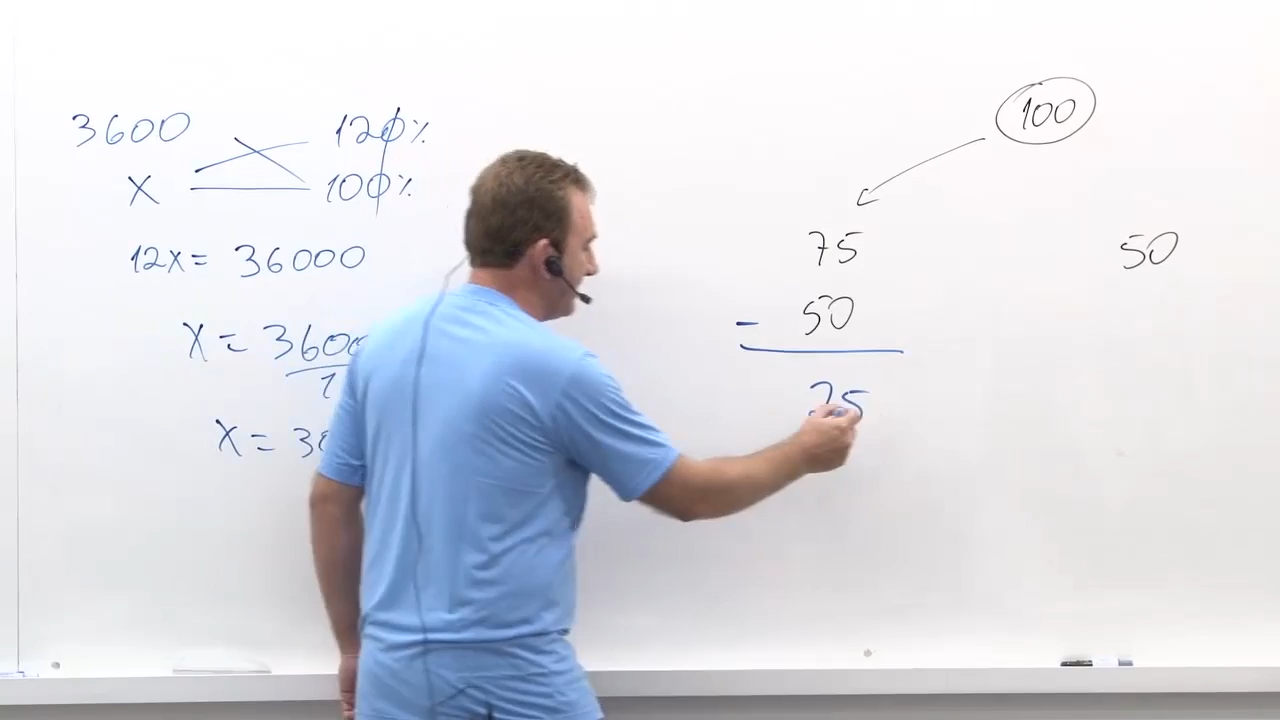 3600 120%
X 100%
12X = 36000
X = 3600
X = 3
100
75
50
- 50
25